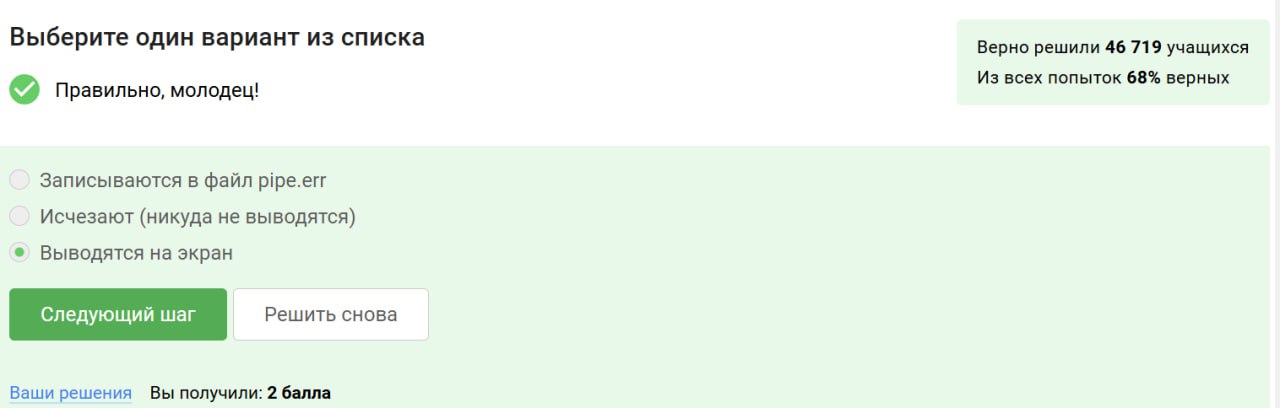 Выберите один вариант из списка
Верно решили 46 719 учащихся
Из всех попыток 68% верных
Правильно, молодец!
Записываются в файл pipe.err
Исчезают (никуда не выводятся)
Выводятся на экран
Следующий шаг
Решить снова
Ваши решения Вы получили: 2 балла